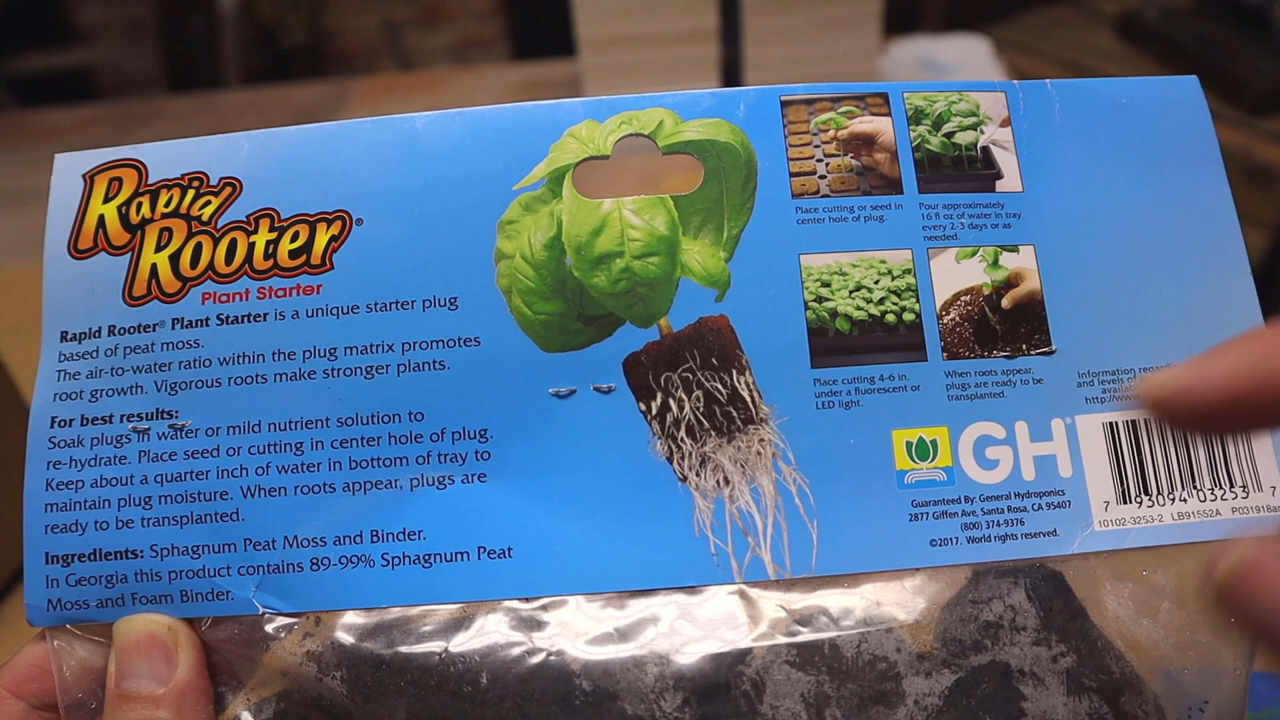 Rapid
Rooter®
Plant Starter
Rapid Rooter® Plant Starter is a unique starter plug
based of peat moss.
The air-to-water ratio within the plug matrix promotes
root growth. Vigorous roots make stronger plants.
For best results:
Soak plugs in water or mild nutrient solution to
re-hydrate. Place seed or cutting in center hole of plug.
Keep about a quarter inch of water in bottom of tray to
maintain plug moisture. When roots appear, plugs are
ready to be transplanted.
Ingredients: Sphagnum Peat Moss and Binder.
In Georgia this product contains 89-99% Sphagnum Peat
Moss and Foam Binder.
Place cutting or seed in
center hole of plug.
Pour approximately
16 fl oz of water in tray
every 2-3 days or as
needed.
Place cutting 4-6 in.
under a fluorescent or
LED light.
When roots appear,
plugs are ready to be
transplanted.
GH®
Guaranteed By: General Hydroponics
2877 Giffen Ave, Santa Rosa, CA 95407
(800) 374-9376
©2017. World rights reserved.
Information
and levels of
http://www
7 93094 03253 7
10102-3253-2 LB91552A